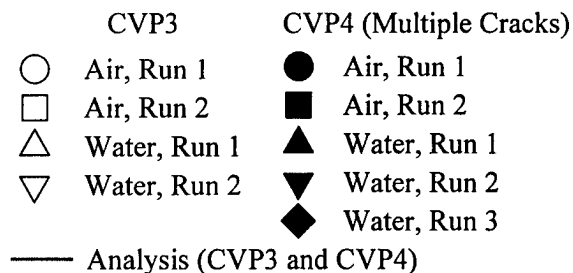 CVP3 CVP4 (Multiple Cracks)
Air, Run 1 Air, Run 1
Air, Run 2 Air, Run 2
Water, Run 1 Water, Run 1
Water, Run 2 Water, Run 2
Water, Run 3
Analysis (CVP3 and CVP4)